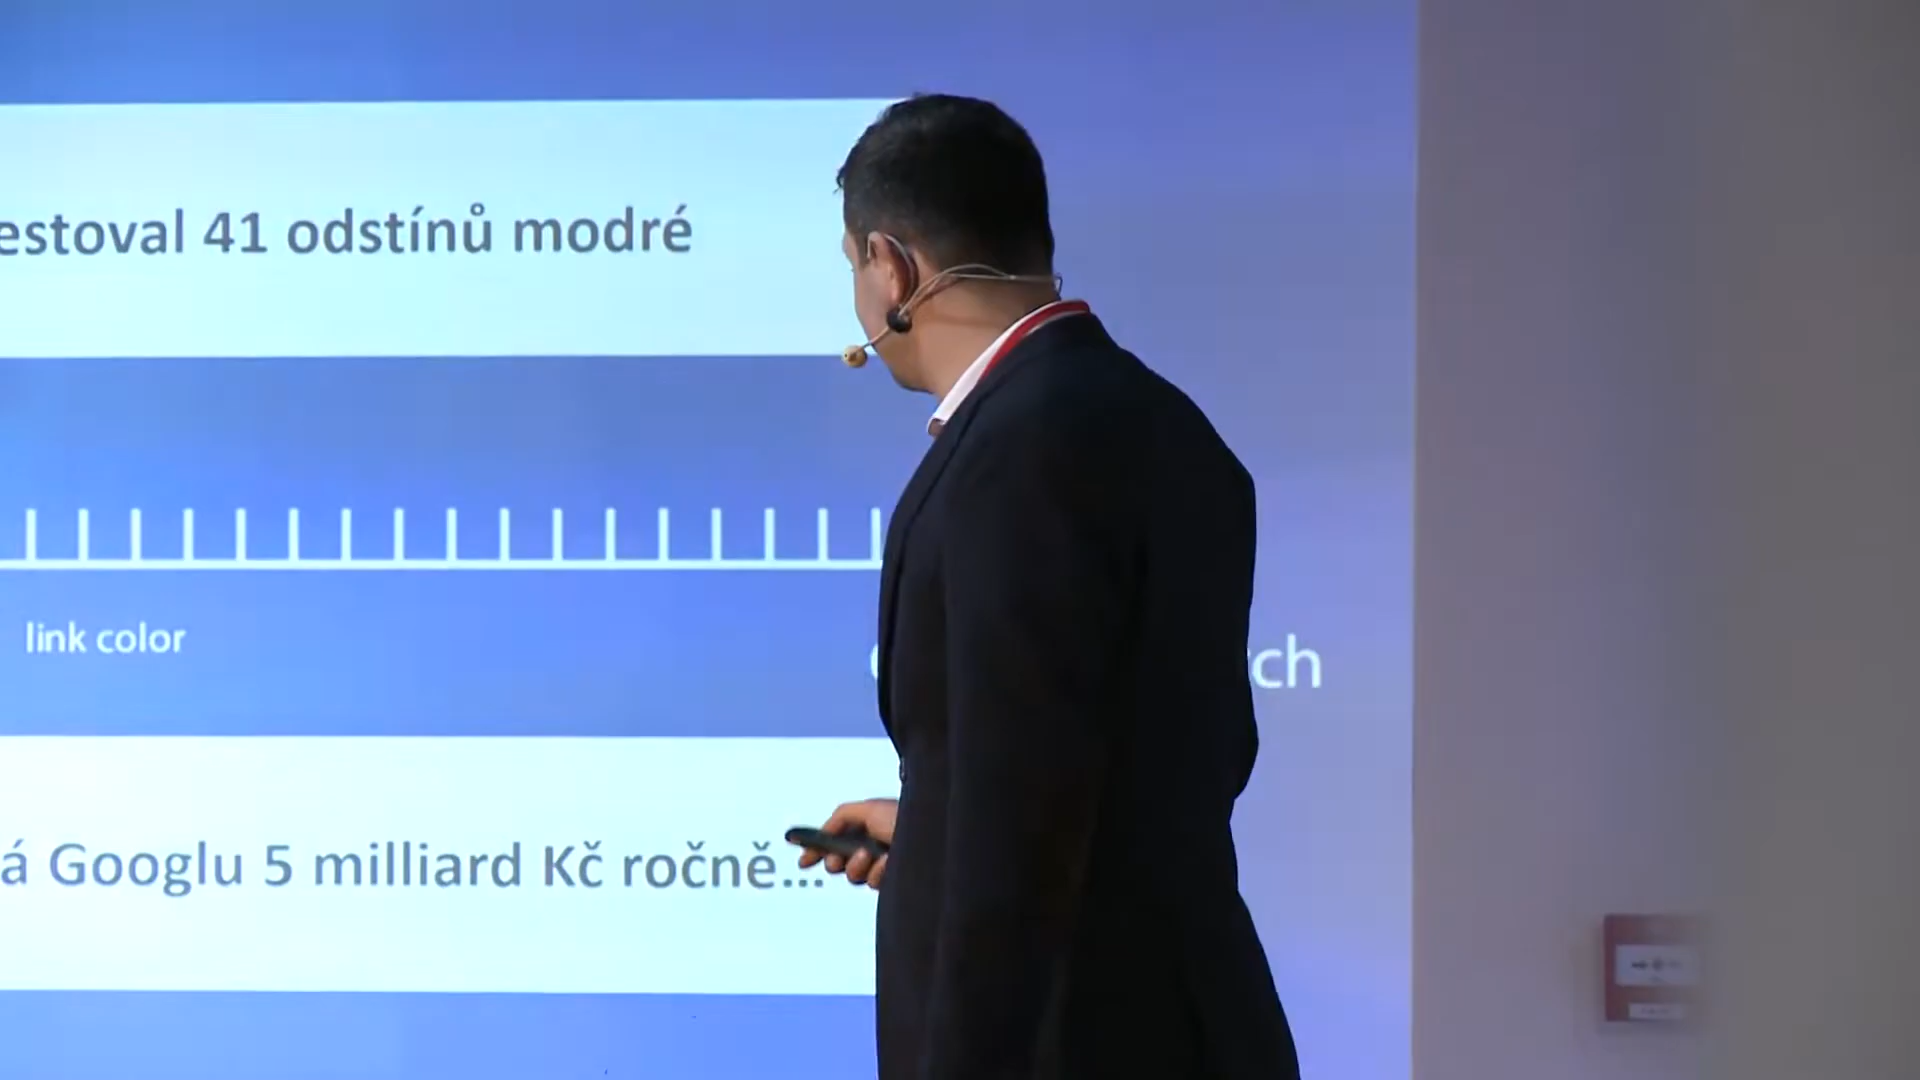 estoval 41 odstínů modré
link color
ch
á Googlu 5 milliard Kč ročně...